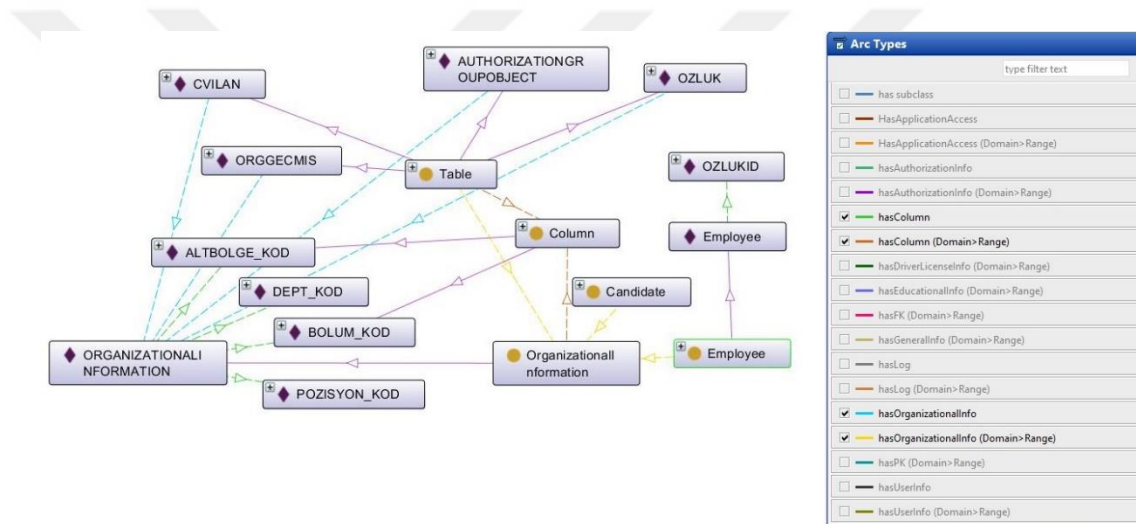 CVILAN
AUTHORIZATIONGR
OUPOBJECT
OZLUK
ORGGECMIS
Table
OZLUKID
Column
Employee
ALTBOLGE_KOD
DEPT_KOD
Candidate
BOLUM_KOD
ORGANIZATIONALI
NFORMATION
OrganizationalI
nformation
Employee
POZISYON_KOD
Arc Types
type filter text
has subclass
HasApplicationAccess
HasApplicationAccess (Domain>Range)
hasAuthorizationInfo
hasAuthorizationInfo (Domain>Range)
hasColumn
hasColumn (Domain>Range)
hasDriverLicenseInfo (Domain>Range)
hasEducationalInfo (Domain>Range)
hasFK (Domain>Range)
hasGeneralInfo (Domain>Range)
hasLog
hasLog (Domain>Range)
hasOrganizationalInfo
hasOrganizationalInfo (Domain>Range)
hasPK (Domain>Range)
hasUserInfo
hasUserInfo (Domain>Range)